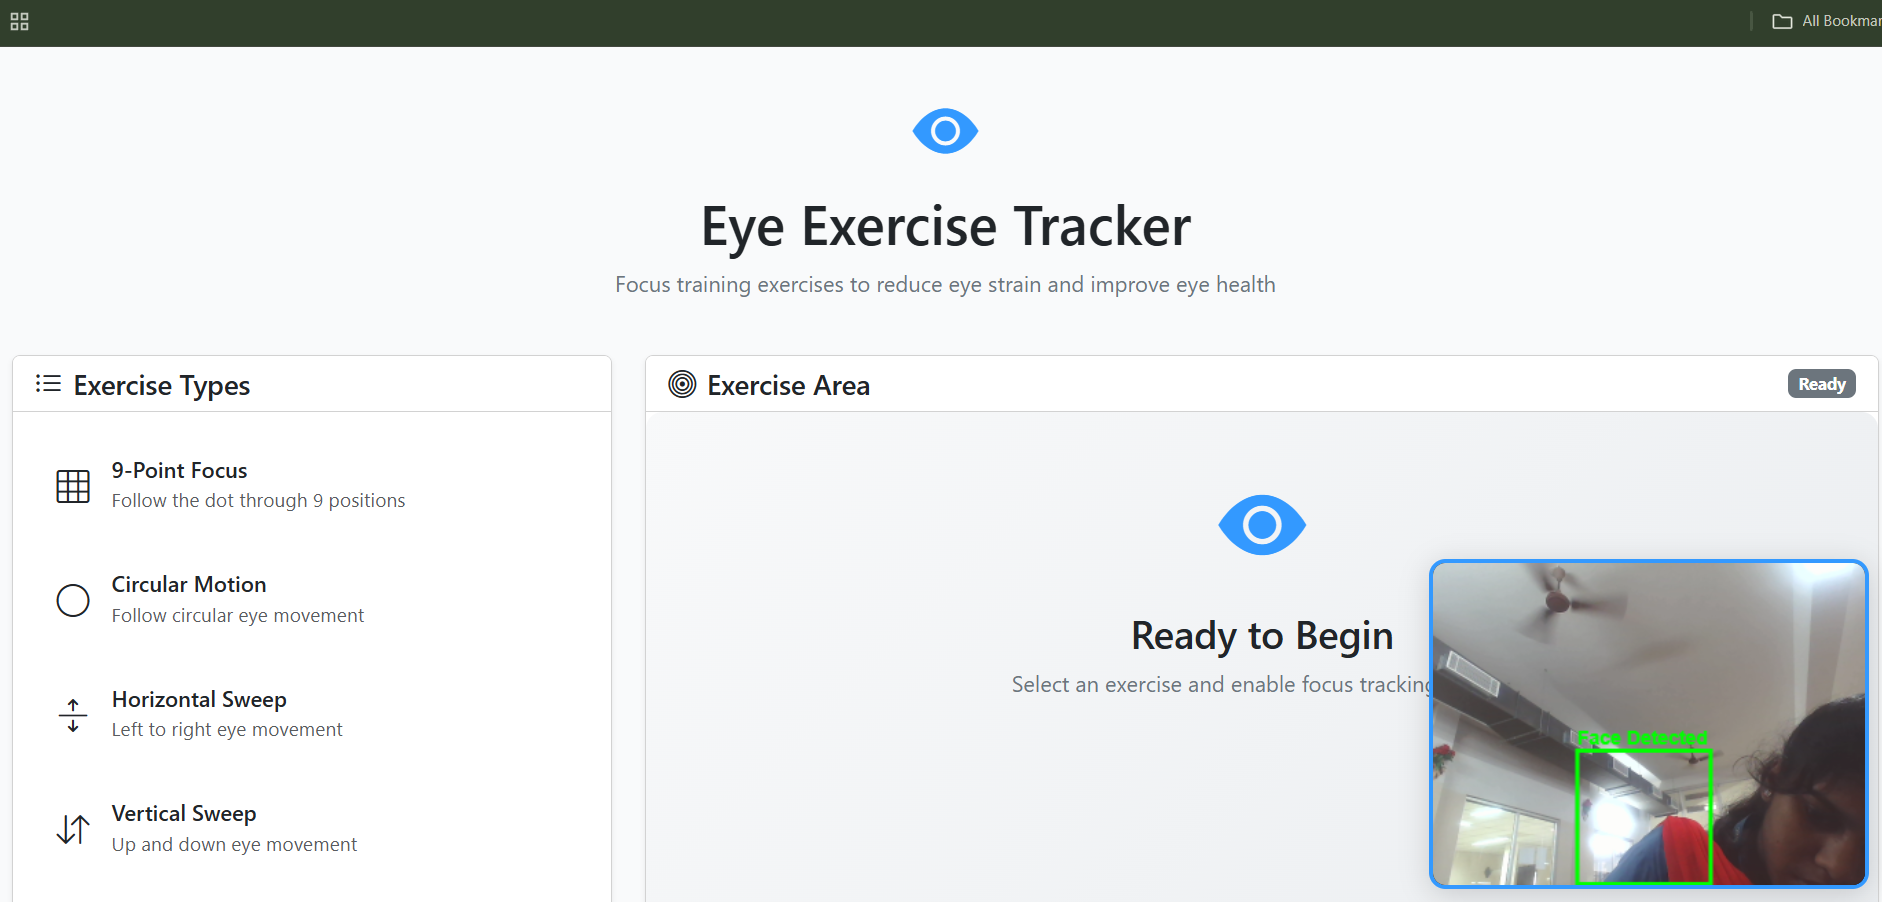 All Bookmar
Eye Exercise Tracker
Focus training exercises to reduce eye strain and improve eye health
Exercise Types
9-Point Focus
Follow the dot through 9 positions
Circular Motion
Follow circular eye movement
Horizontal Sweep
Left to right eye movement
Vertical Sweep
Up and down eye movement
Exercise Area
Ready
Ready to Begin
Select an exercise and enable focus tracking
Face Detected